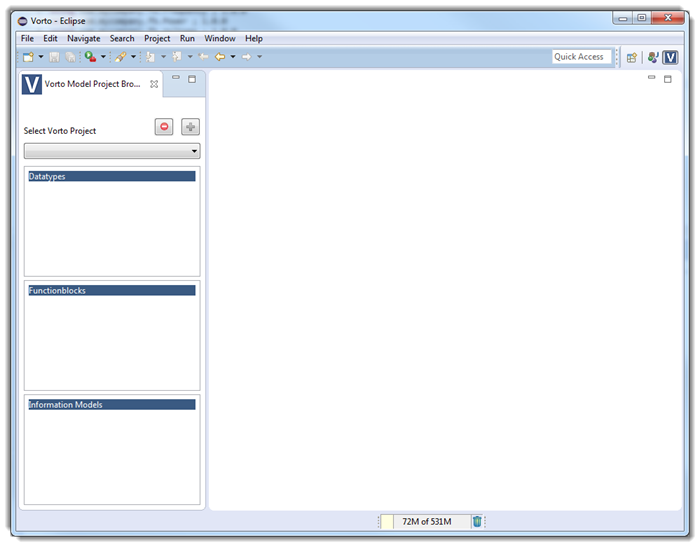 Vorto - Eclipse
File Edit Navigate Search Project Run Window Help
Quick Access
V
V Vorto Model Project Bro...
Select Vorto Project
Datatypes
Functionblocks
Information Models
72M of 531M